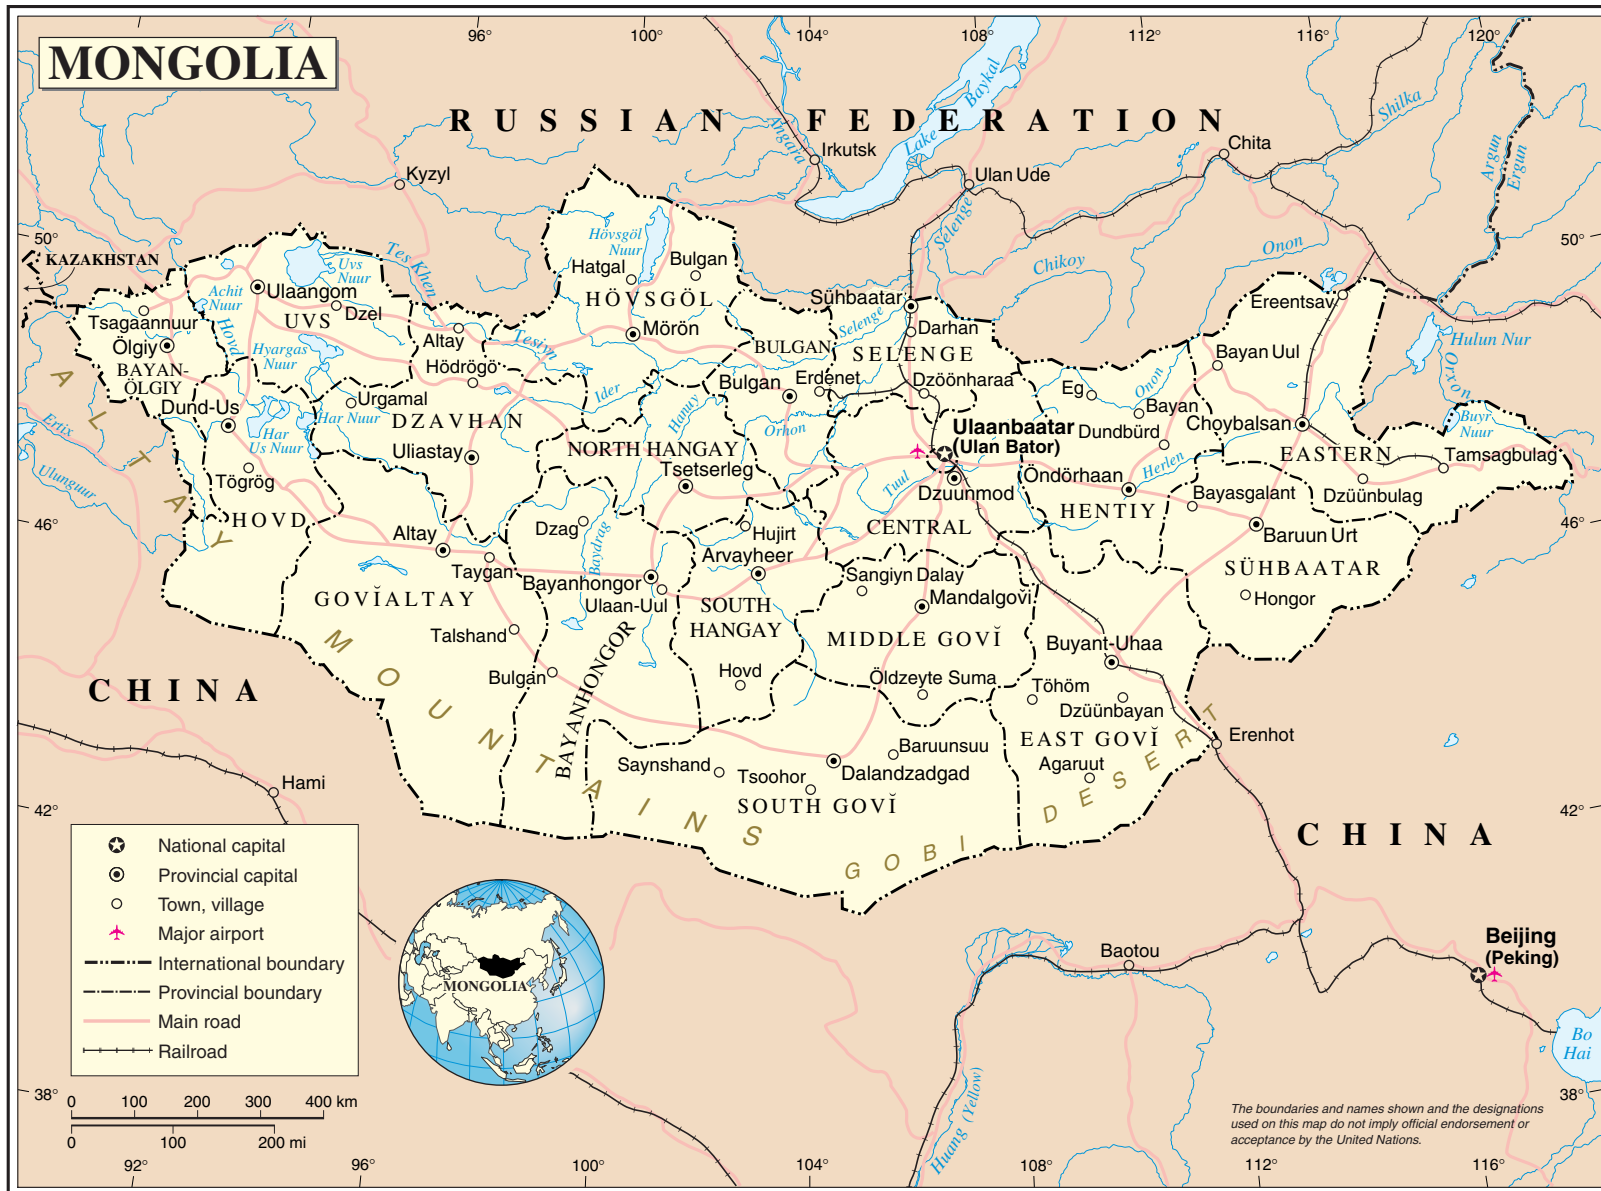 MONGOLIA
96°
100°
104°
108°
112°
116°
120°
RUSSIAN FEDERATION
Lake Baykal
Angara
Irkutsk
Shilka
Chita
Argun
Ergun
Kyzyl
Ulan Ude
Selenge
50°
50°
KAZAKHSTAN
Hövsgöl
Nuur
Hatgal
Bulgan
HÖVSGÖL
Mörön
Tes Khen
Uvs
Nuur
Achit
Nuur
Ulaangom
UVS
Dzel
Tsagaannuur
Ölgiy
BAYAN-
ÖLGIY
Hovd
Hyargas
Nuur
Altay
Hödrögö
Tesiyn
Ider
Chikoy
Onon
Sühbaatar
Selenge
Darhan
SELENGE
BULGAN
Bulgan
Erdenet
Dzöönharaa
Ereentsav
Hulun Nur
Orxon
Bayan Uul
Eg
Onon
Bayan
Dundbürd
Choybalsan
EASTERN
Buyr
Nuur
Tamsagbulag
Dzüünbulag
Dund-Us
Urgamal
Har Nuur
Har
Us Nuur
DZAVHAN
Uliastay
Hanuy
Orhon
NORTH HANGAY
Tsetserleg
Ulaanbaatar
(Ulan Bator)
Dzuunmod
Tuul
Öndörhaan
Herlen
HENTIY
Bayasgalant
ALTAY
Ertix
Ulunguur
Tögrög
HOVD
46°
46°
Altay
Taygan
Dzag
Baydrag
Hujirt
Arvayheer
CENTRAL
Baruun Urt
SÜHBAATAR
Hongor
GOVĬALTAY
Bayanhongor
Ulaan-Uul
SOUTH
HANGAY
Sangiyn Dalay
Mandalgovĭ
MIDDLE GOVĬ
Talshand
Bulgan
BAYANHONGOR
Hovd
Öldzeyte Suma
Buyant-Uhaa
Töhöm
Dzüünbayan
EAST GOVĬ
Agaruut
Erenhot
CHINA
MOUNTAINS
Saynshand
Tsoohor
Baruunsuu
Dalandzadgad
SOUTH GOVĬ
GOBI DESERT
Hami
42°
42°
CHINA
National capital
Provincial capital
Town, village
Major airport
International boundary
Provincial boundary
Main road
Railroad
MONGOLIA
Baotou
Beijing
(Peking)
Bo
Hai
Huang (Yellow)
38°
38°
0 100 200 300 400 km
0 100 200 mi
The boundaries and names shown and the designations
used on this map do not imply official endorsement or
acceptance by the United Nations.
92°
96°
100°
104°
108°
112°
116°